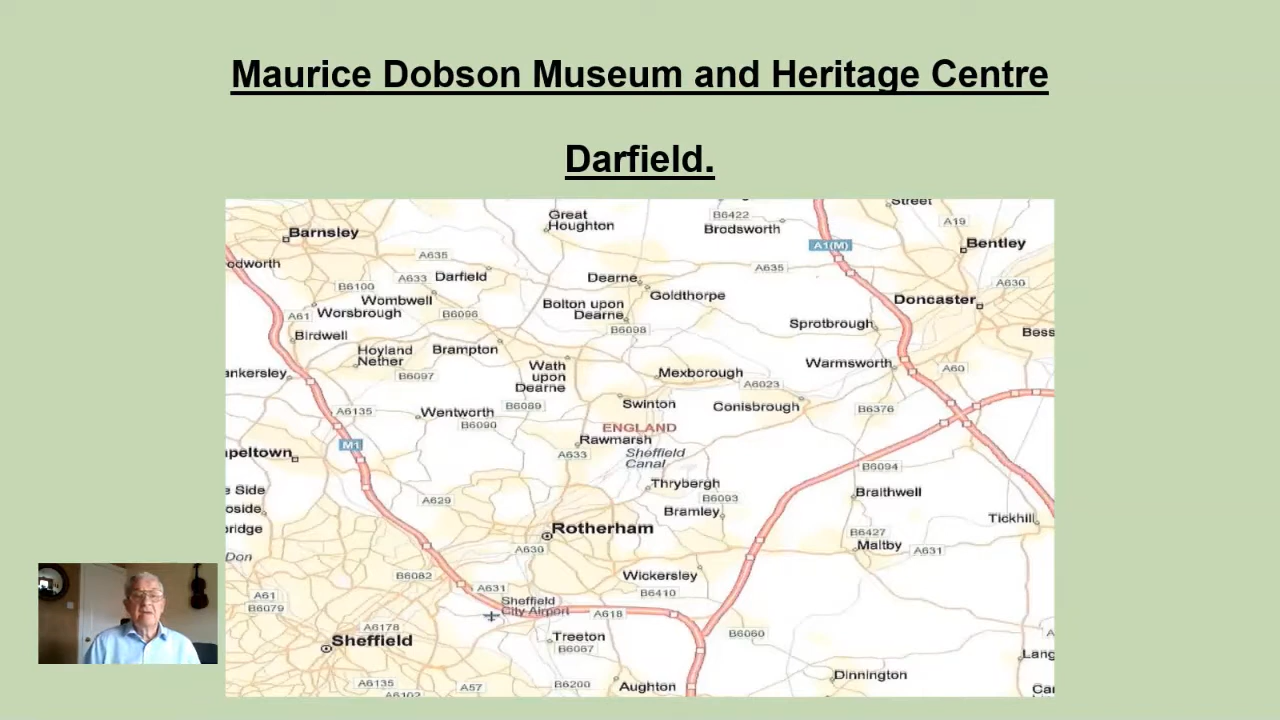 Maurice Dobson Museum and Heritage Centre
Darfield.
Street
Great
Houghton
B6422
Brodsworth
A19
Barnsley
A1(M)
Bentley
odworth
A635
A635
A633
Darfield
Dearne
A630
B6100
Wombwell
Goldthorpe
Doncaster
A61
Worsbrough
B6096
Bolton upon
Dearne
Sprotbrough
Birdwell
B6098
Bess
Hoyland
Nether
Brampton
Wath
upon
Dearne
Warmsworth
A60
ankersley
B6097
Mexborough
A6023
A6135
Wentworth
B6089
Swinton
Conisbrough
B6376
B6090
ENGLAND
M1
Rawmarsh
apeltown
A633
Sheffield
Canal
B6094
e Side
Thrybergh
Braithwell
oside
A629
B6093
Bramley
Tickhill
bridge
Rotherham
B6427
Don
A630
Maltby
A631
B6082
Wickersley
A61
A631
B6410
B6079
Sheffield
City Airport
A618
A6178
Sheffield
Treeton
B6067
B6060
A
Lang
A6135
A57
B6200
Aughton
Dinnington
Car
A6102